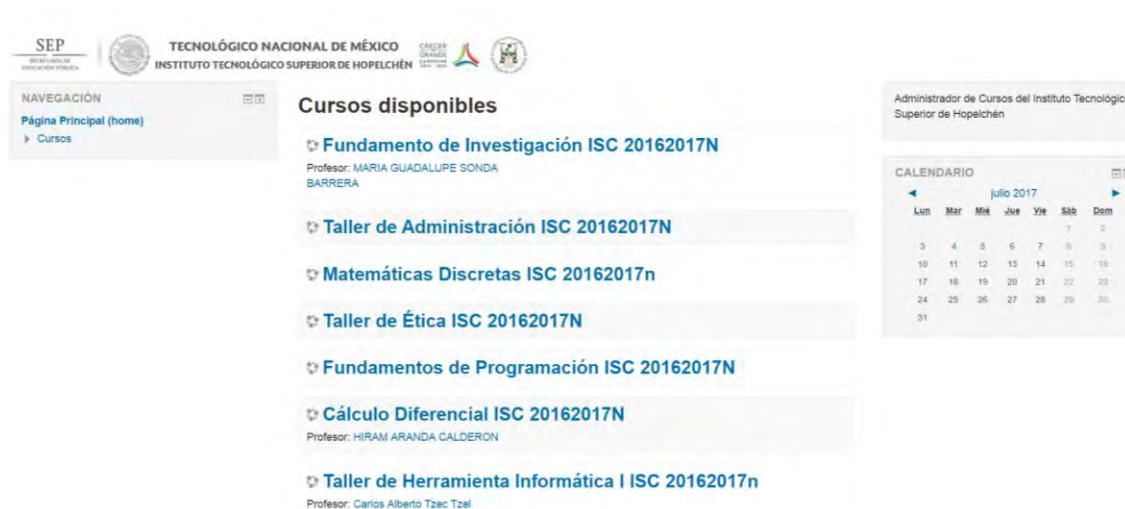 SEP
SECRETARÍA DE
EDUCACIÓN PÚBLICA
TECNOLÓGICO NACIONAL DE MÉXICO
INSTITUTO TECNOLÓGICO SUPERIOR DE HOPELCHÉN
CRECER
GRANDE
NAVEGACIÓN
Página Principal (home)
Cursos
Cursos disponibles
Fundamento de Investigación ISC 20162017N
Profesor: MARIA GUADALUPE SONDA
BARRERA
Taller de Administración ISC 20162017N
Matemáticas Discretas ISC 20162017n
Taller de Ética ISC 20162017N
Fundamentos de Programación ISC 20162017N
Cálculo Diferencial ISC 20162017N
Profesor: HIRAM ARANDA CALDERON
Taller de Herramienta Informática I ISC 20162017n
Profesor: Carlos Alberto Tzec Tzel
Administrador de Cursos del Instituto Tecnológico
Superior de Hopelchén
CALENDARIO
julio 2017
Lun Mar Mié Jue Vie Sáb Dom
1 2
3 4 5 6 7 8 9
10 11 12 13 14 15 16
17 18 19 20 21 22 23
24 25 26 27 28 29 30
31